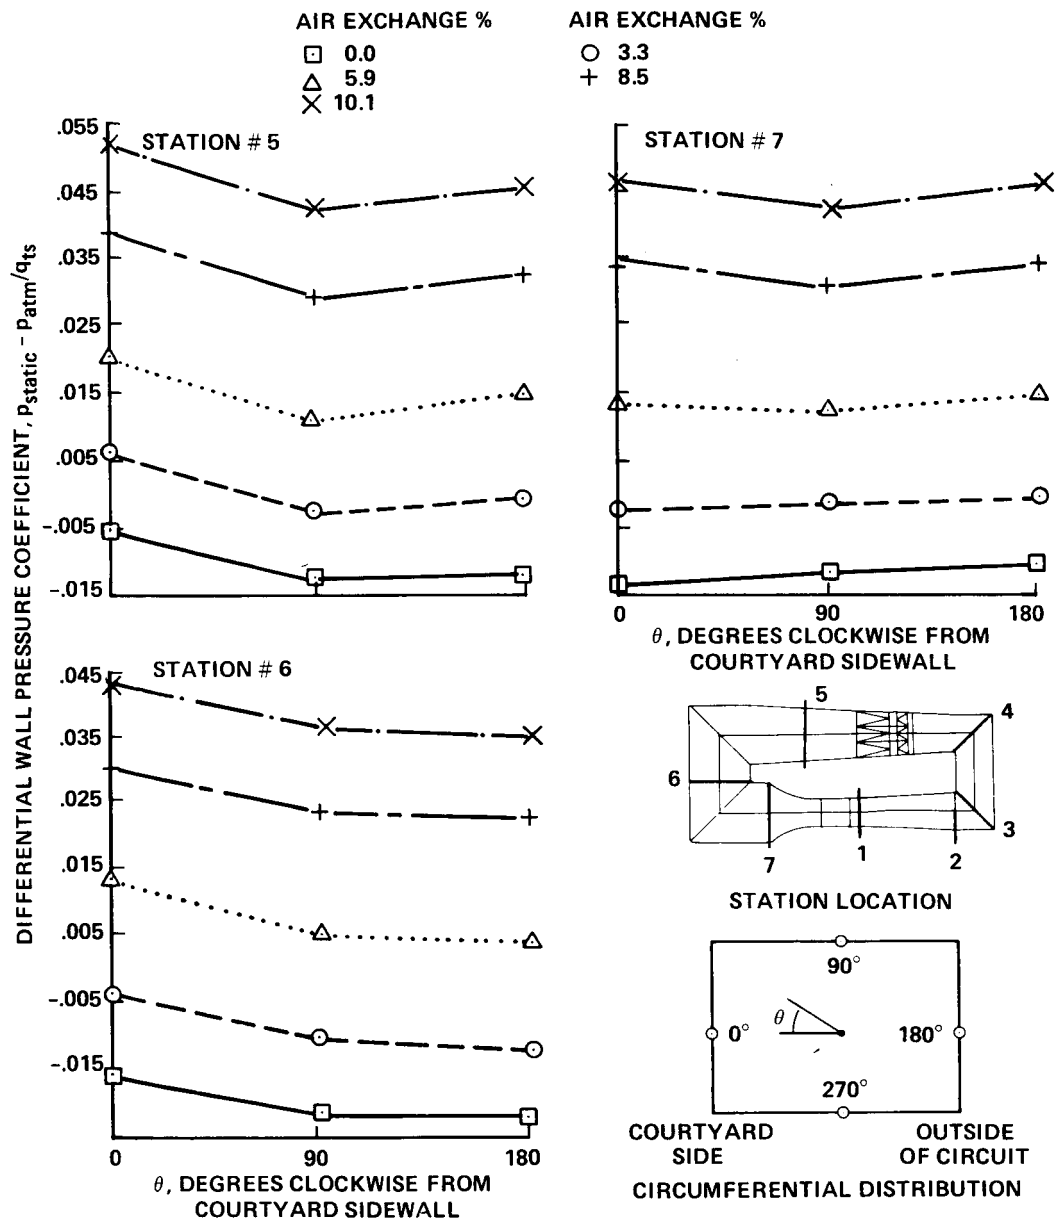 AIR EXCHANGE %
0.0
5.9
10.1
AIR EXCHANGE %
3.3
8.5
DIFFERENTIAL WALL PRESSURE COEFFICIENT, pstatic − patm/qts
STATION # 5
.055
.045
.035
.025
.015
.005
-.005
-.015
STATION # 7
0
90
180
θ, DEGREES CLOCKWISE FROM
COURTYARD SIDEWALL
STATION # 6
.045
.035
.025
.015
.005
-.005
-.015
0
90
180
θ, DEGREES CLOCKWISE FROM
COURTYARD SIDEWALL
5
4
6
3
7
1
2
STATION LOCATION
90°
θ
0°
180°
270°
COURTYARD
SIDE
OUTSIDE
OF CIRCUIT
CIRCUMFERENTIAL DISTRIBUTION